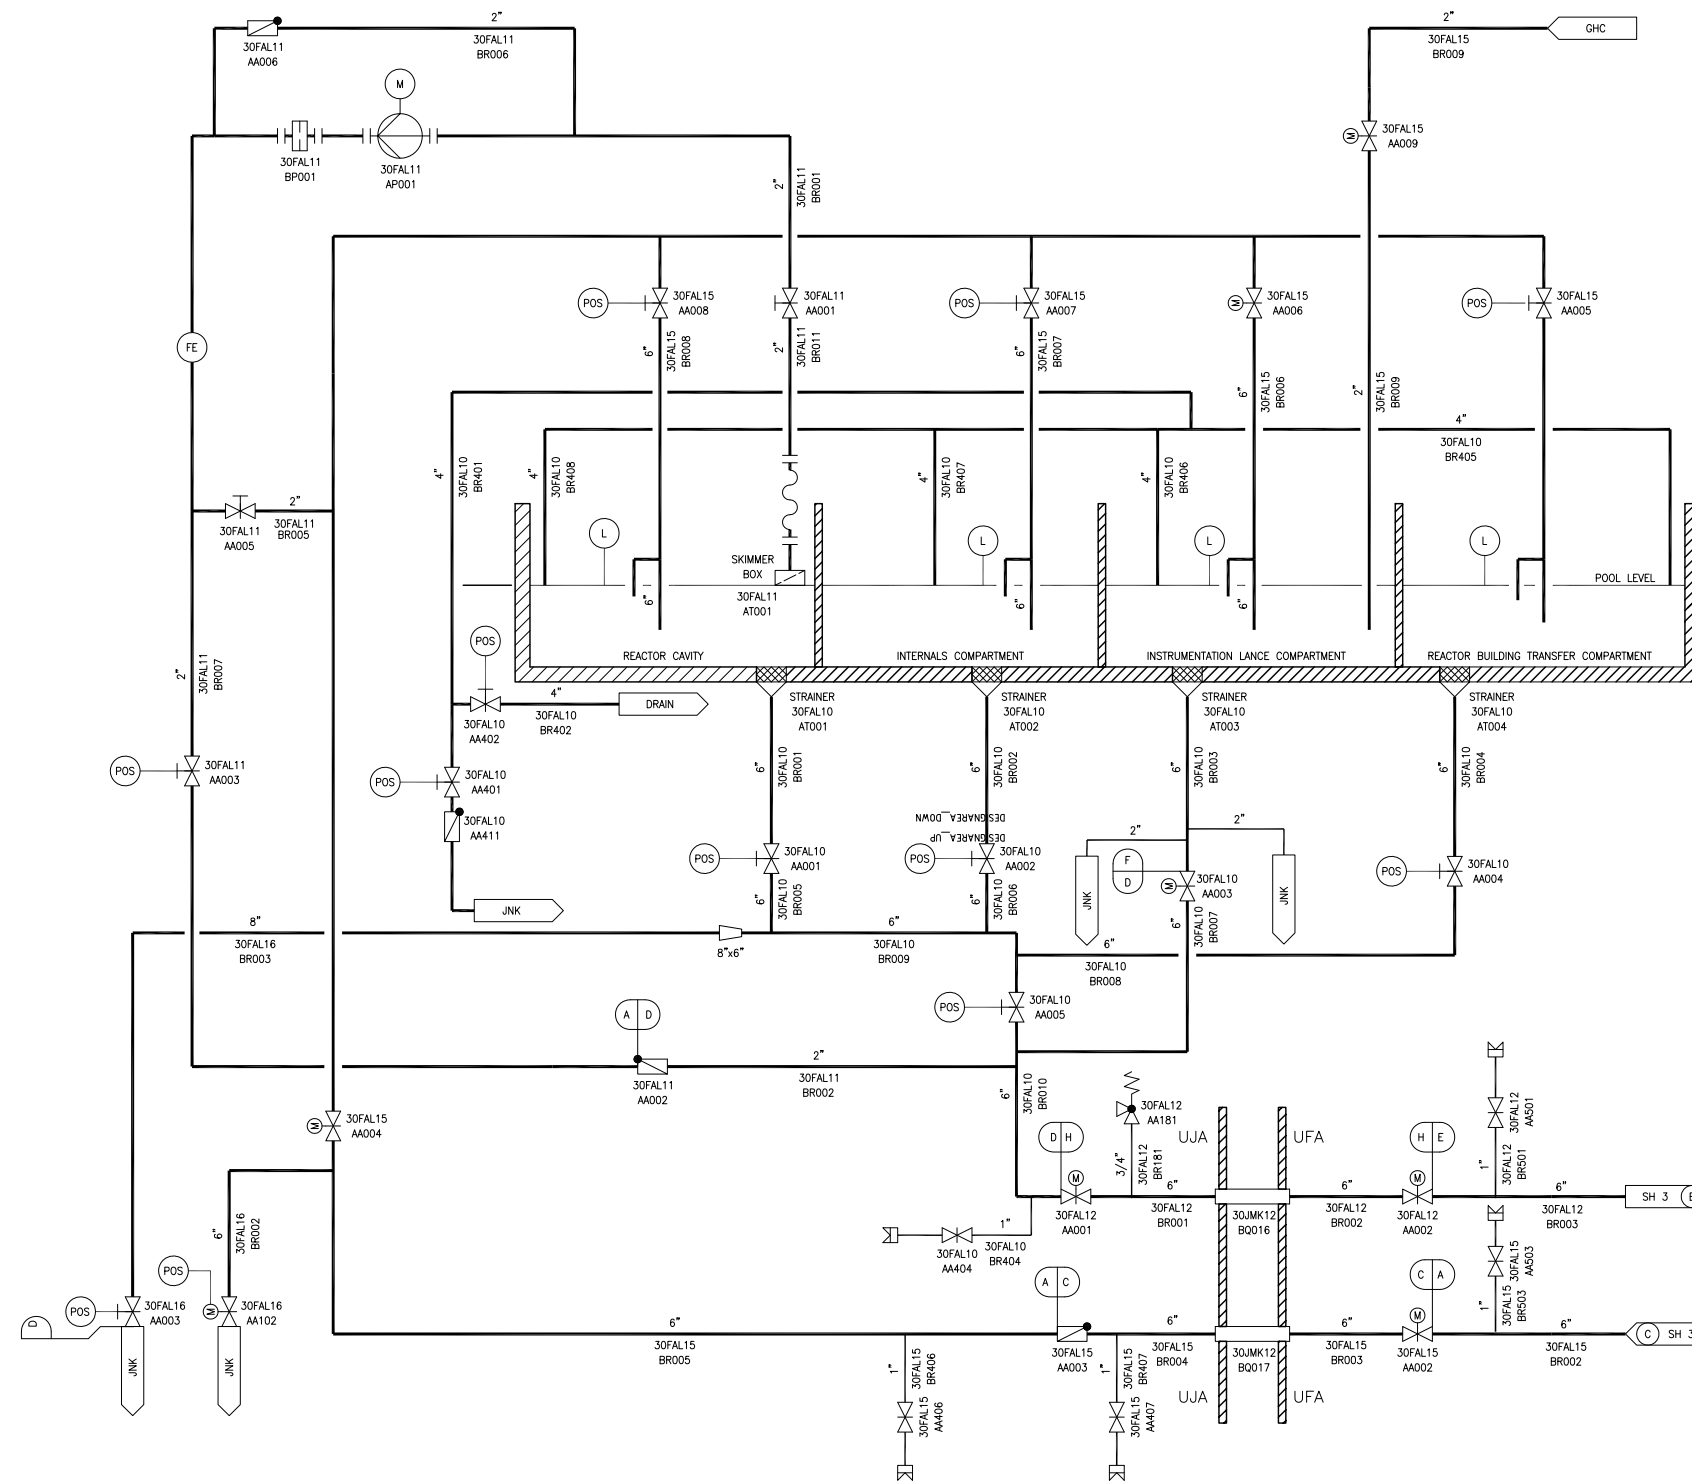 2"
30FAL11
AA006
30FAL11
BR006
2"
30FAL15
BR009
GHC
M
30FAL11
BP001
30FAL11
AP001
2"
30FAL11
BR001
M
30FAL15
AA009
POS
30FAL15
AA008
30FAL11
AA001
POS
30FAL15
AA007
M
30FAL15
AA006
POS
30FAL15
AA005
FE
6"
30FAL15
BR008
2"
30FAL11
BR011
6"
30FAL15
BR007
6"
30FAL15
BR006
2"
30FAL15
BR009
4"
30FAL10
BR405
4"
30FAL10
BR401
4"
30FAL10
BR408
4"
30FAL10
BR407
4"
30FAL10
BR406
2"
30FAL11
BR005
30FAL11
AA005
L
L
L
L
SKIMMER
BOX
30FAL11
AT001
POOL LEVEL
6"
6"
6"
REACTOR CAVITY
INTERNALS COMPARTMENT
INSTRUMENTATION LANCE COMPARTMENT
REACTOR BUILDING TRANSFER COMPARTMENT
POS
4"
30FAL10
AA402
30FAL10
BR402
DRAIN
STRAINER
30FAL10
AT001
STRAINER
30FAL10
AT002
STRAINER
30FAL10
AT003
STRAINER
30FAL10
AT004
2"
30FAL11
BR007
POS
30FAL11
AA003
POS
30FAL10
AA401
30FAL10
AA411
6"
30FAL10
BR001
6"
30FAL10
BR002
6"
30FAL10
BR003
6"
30FAL10
BR004
DESIGNAREA_DOWN
DESIGNAREA_UP
2"
2"
POS
30FAL10
AA001
POS
30FAL10
AA002
F
D
M
30FAL10
AA003
POS
30FAL10
AA004
JNK
JNK
JNK
6"
30FAL10
BR005
6"
30FAL10
BR006
6"
30FAL10
BR007
8"
30FAL16
BR003
8"x6"
6"
30FAL10
BR009
6"
30FAL10
BR008
POS
30FAL10
AA005
A D
30FAL11
AA002
2"
30FAL11
BR002
6"
30FAL10
BR010
M
30FAL15
AA004
30FAL12
AA181
3/4"
30FAL12
BR181
D H
M
30FAL12
AA001
UJA
UFA
H E
M
30FAL12
AA002
30FAL12
AA501
1"
30FAL12
BR501
6"
30FAL12
BR001
30JMK12
BQ016
6"
30FAL12
BR002
6"
30FAL12
BR003
SH 3
6"
30FAL16
BR002
1"
30FAL10
AA404
30FAL10
BR404
30FAL15
AA503
1"
30FAL15
BR503
A C
C A
M
POS
POS
30FAL16
AA003
M
30FAL16
AA102
D
JNK
JNK
6"
30FAL15
BR005
30FAL15
AA003
6"
30FAL15
BR004
30JMK12
BQ017
6"
30FAL15
BR003
30FAL15
AA002
6"
30FAL15
BR002
C
SH 3
1"
30FAL15
BR406
1"
30FAL15
BR407
UJA
UFA
30FAL15
AA406
30FAL15
AA407